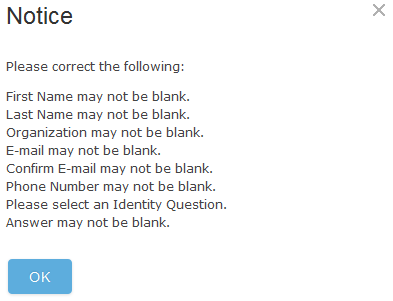 Notice
Please correct the following:
First Name may not be blank.
Last Name may not be blank.
Organization may not be blank.
E-mail may not be blank.
Confirm E-mail may not be blank.
Phone Number may not be blank.
Please select an Identity Question.
Answer may not be blank.
OK